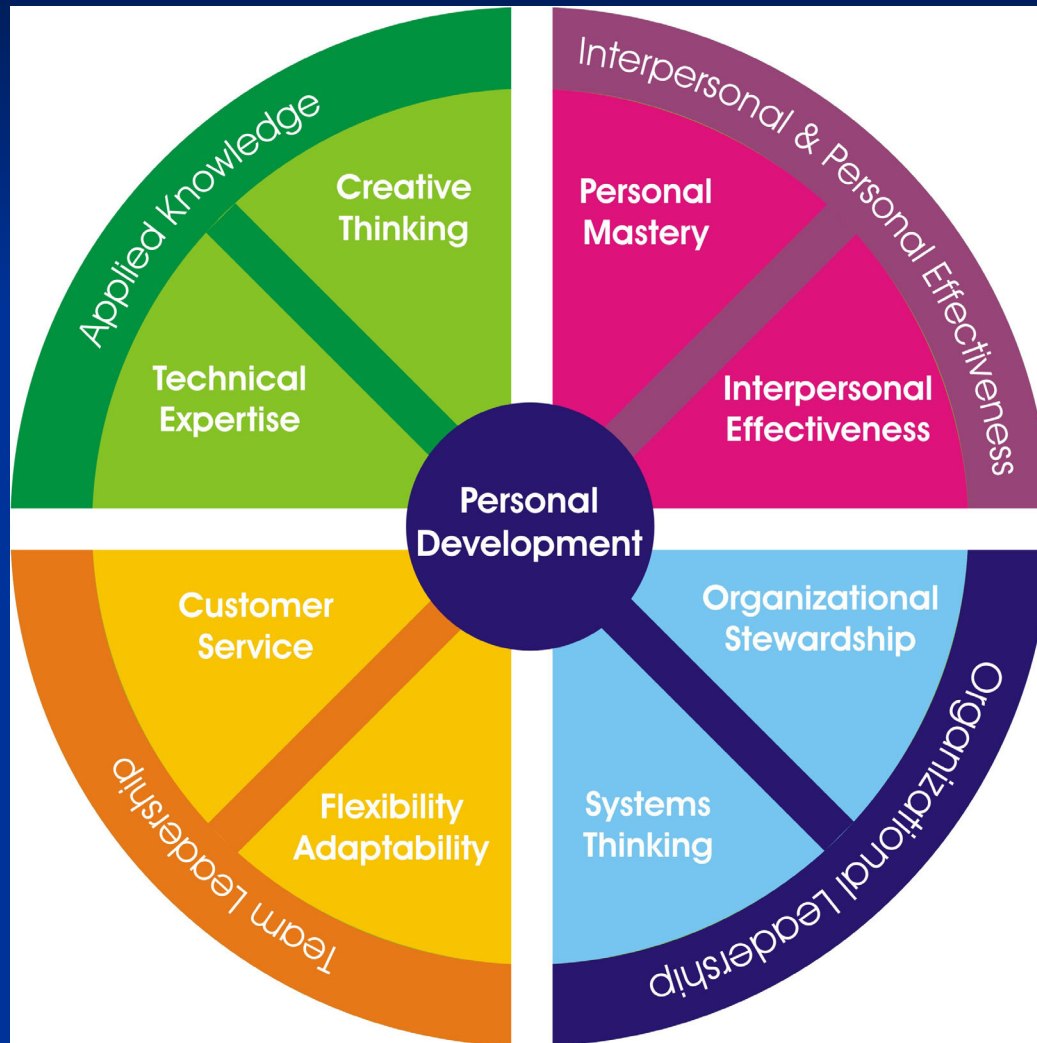 Applied Knowledge
Creative
Thinking
Technical
Expertise
Interpersonal & Personal Effectiveness
Personal
Mastery
Interpersonal
Effectiveness
Personal
Development
Customer
Service
Flexibility
Adaptability
Team Leadership
Organizational
Stewardship
Systems
Thinking
Organizational Leadership